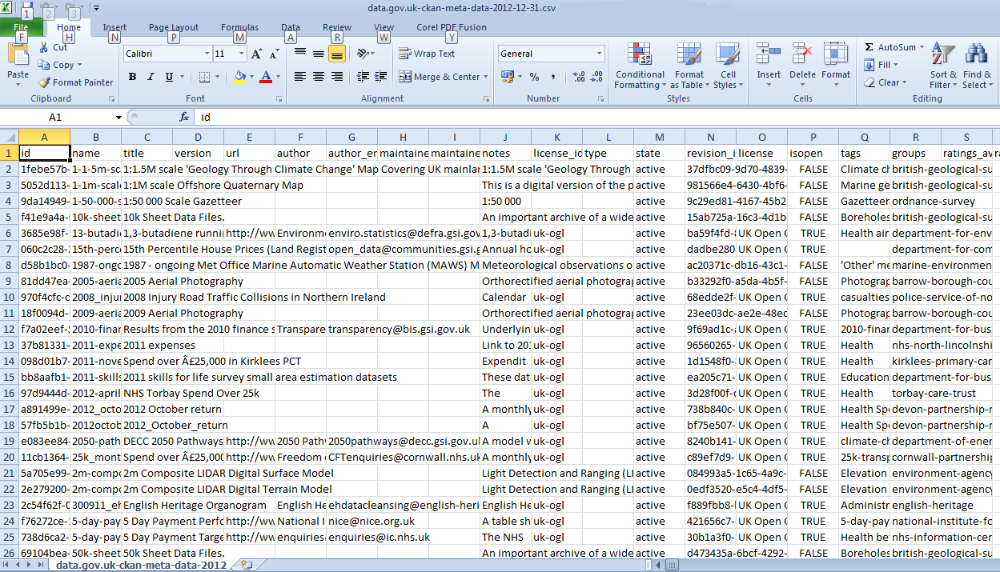 data.gov.uk-ckan-meta-data-2012-12-31.csv
1 2 3
File Home Insert Page Layout Formulas Data Review View Corel PDF Fusion
F H N P M A R W Y
Paste Cut Copy Format Painter Clipboard
Calibri 11 B I U A Font
Wrap Text Merge & Center Alignment
General % , Number
Conditional Formatting Format as Table Cell Styles Styles
Insert Delete Format Cells
Σ AutoSum Fill Clear Sort & Filter Find & Select Editing
A1 fx id
A B C D E F G H I J K L M N O P Q R S
1 id name title version url author author_em maintaine maintaine notes license_id type state revision_i license isopen tags groups ratings_av ra
2 1febe57b- 1-1-5m-sc 1:1.5M scale 'Geology Through Climate Change' Map Covering UK mainlan 1:1.5M scale 'Geology Through active 37dfbc09-9d70-4839- FALSE Climate ch british-geological-su
3 5052d113- 1-1m-scale 1:1M scale Offshore Quaternary Map This is a digital version of the p active 981566e4-6430-4bf6- FALSE Marine ge british-geological-su
4 9da14949- 1-50-000-s 1:50 000 Scale Gazetteer 1:50 000 active 9c29ed81-4167-45b2 FALSE Gazetteer ordnance-survey
5 f41e9a4a- 10k-sheet 10k Sheet Data Files. An important archive of a wide active 15ab725a-16c3-4d1b- FALSE Boreholes british-geological-su
6 3685e98f- 13-butadie 1,3-butadiene runnin http://ww Environme enviro.statistics@defra.gsi.gov 1,3-butadi uk-ogl active ba59f4fd- UK Open G TRUE Health air department-for-env
7 060c2c28- 15th-perce 15th Percentile House Prices (Land Regist open_data@communities.gsi.g Annual ho uk-ogl active dadbe280- UK Open G TRUE department-for-com
8 d58b1bc0- 1987-ongo 1987 - ongoing Met Office Marine Automatic Weather Station (MAWS) M Meteorological observations o active ac20371c-db16-43c1- FALSE 'Other' me marine-environmen
9 81dd47ea- 2005-aeria 2005 Aerial Photography Orthorectified aerial photograp active b33292f0-a5da-4b5f- FALSE Photograp barrow-borough-cou
10 970f4cfc-c 2008_injur 2008 Injury Road Traffic Collisions in Northern Ireland Calendar uk-ogl active 68edde2f- UK Open G TRUE casualties police-service-of-no
11 18f0094d- 2009-aeria 2009 Aerial Photography Orthorectified aerial photograp active 23ee03dc-ae2e-48ec FALSE Photograp barrow-borough-cou
12 f7a02eef- 2010-finan Results from the 2010 finance s Transpare transparency@bis.gsi.gov.uk Underlyin uk-ogl active 9f69ad1c- UK Open G TRUE 2010-finan department-for-bus
13 37b81331- 2011-expe 2011 expenses Link to 201 uk-ogl active 96560265- UK Open G TRUE Health nhs-north-lincolnshi
14 098d01b7- 2011-nove Spend over Â£25,000 in Kirklees PCT Expendit uk-ogl active 1d1548f0- UK Open G TRUE Health kirklees-primary-car
15 bb8aafb1- 2011-skills 2011 skills for life survey small area estimation datasets These dat uk-ogl active ea205c71- UK Open G TRUE Education department-for-bus
16 97d9444d- 2012-april NHS Torbay Spend Over 25k The uk-ogl active 3d28f00f-c UK Open G TRUE Health torbay-care-trust
17 a891499e- 2012_octo 2012 October return A monthly uk-ogl active 738b840c- UK Open G TRUE Health Spe devon-partnership-n
18 57fb5b1b- 2012octob 2012_October_return A uk-ogl active bf75e507- UK Open G TRUE Health Spe devon-partnership-n
19 e083ee84- 2050-path DECC 2050 Pathways http://ww 2050 Pathw 2050pathways@decc.gsi.gov.uk A model w uk-ogl active 8240b141- UK Open G TRUE climate-ch department-of-ener
20 11cb1364- 25k_mont Spend over Â£25,000 http://ww Freedom CFTenquiries@cornwall.nhs.uk A monthly uk-ogl active c89ef7d9- UK Open G TRUE 25k-transp cornwall-partnership
21 5a705e99- 2m-compo 2m Composite LIDAR Digital Surface Model Light Detection and Ranging (LI active 084993a5-1c65-4a9c- FALSE Elevation environment-agency
22 2e279200- 2m-compo 2m Composite LIDAR Digital Terrain Model Light Detection and Ranging (LI active 0edf3520-e5c4-4df5- FALSE Elevation environment-agency
23 2c54f62f- 300911_eh English Heritage Organogram English He ehdatacleansing@english-heri English He uk-ogl active f889fbb8- UK Open G TRUE Administr english-heritage
24 f76272ce- 5-day-pay 5 Day Payment Perfo http://ww National I nice@nice.org.uk A table sh uk-ogl active 421656c7- UK Open G TRUE 5-day-pay national-institute-fo
25 738d6ca2- 5-day-pay 5 Day Payment Targe http://ww enquiries enquiries@ic.nhs.uk The NHS uk-ogl active 30b1a3f0- UK Open G TRUE Health be nhs-information-cen
26 69104bea- 50k-sheet 50k Sheet Data Files. An important archive of a wide active d473435a-6bcf-4292- FALSE Boreholes british-geological-su
data.gov.uk-ckan-meta-data-2012